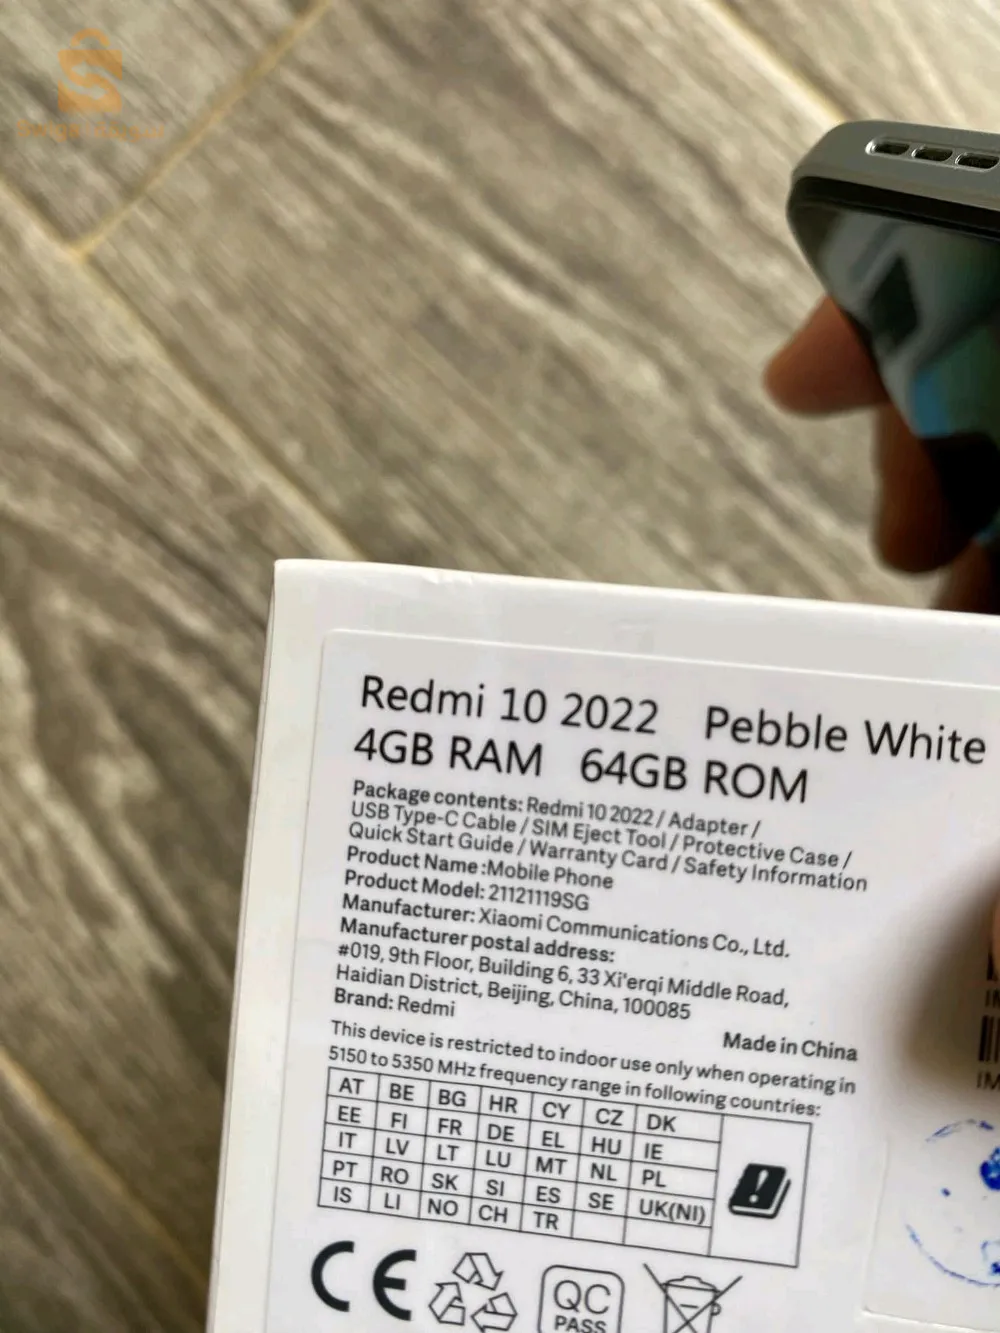 Redmi 10 2022 Pebble White
4GB RAM 64GB ROM
Package contents: Redmi 10 2022 / Adapter /
USB Type-C Cable / SIM Eject Tool / Protective Case /
Quick Start Guide / Warranty Card / Safety Information
Product Name :Mobile Phone
Product Model: 21121119SG
Manufacturer: Xiaomi Communications Co., Ltd.
Manufacturer postal address:
#019, 9th Floor, Building 6, 33 Xi'erqi Middle Road,
Haidian District, Beijing, China, 100085
Brand: Redmi
Made in China
This device is restricted to indoor use only when operating in
5150 to 5350 MHz frequency range in following countries:
AT BE BG HR CY CZ DK
EE FI FR DE EL HU IE
IT LV LT LU MT NL PL
PT RO SK SI ES SE UK(NI)
IS LI NO CH TR
CE
QC
PASS